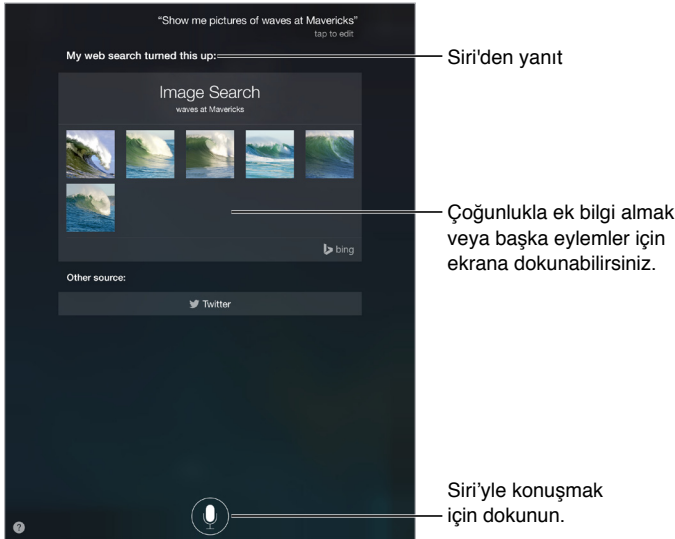 “Show me pictures of waves at Mavericks”
tap to edit
My web search turned this up:
Siri'den yanıt
Image Search
waves at Mavericks
Çoğunlukla ek bilgi almak
veya başka eylemler için
ekrana dokunabilirsiniz.
bing
Other source:
Twitter
Siri’yle konuşmak
için dokunun.
?